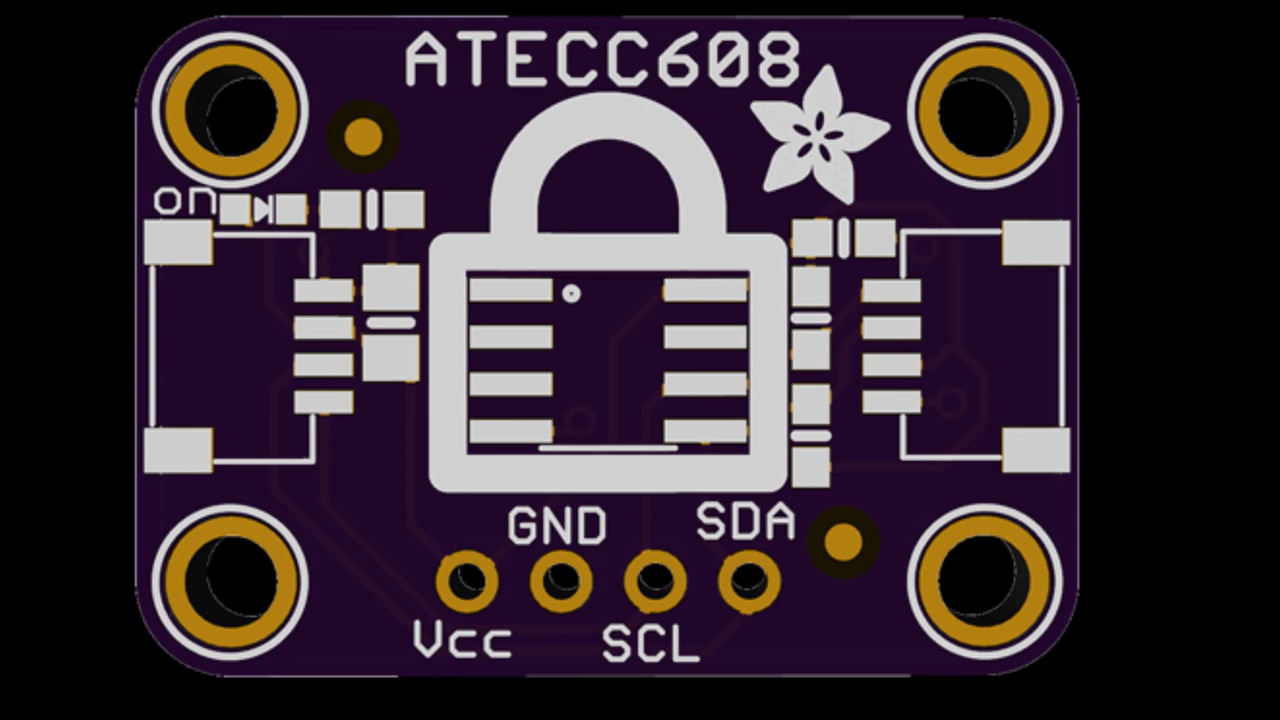 ATECC608
on
GND
SDA
Vcc
SCL